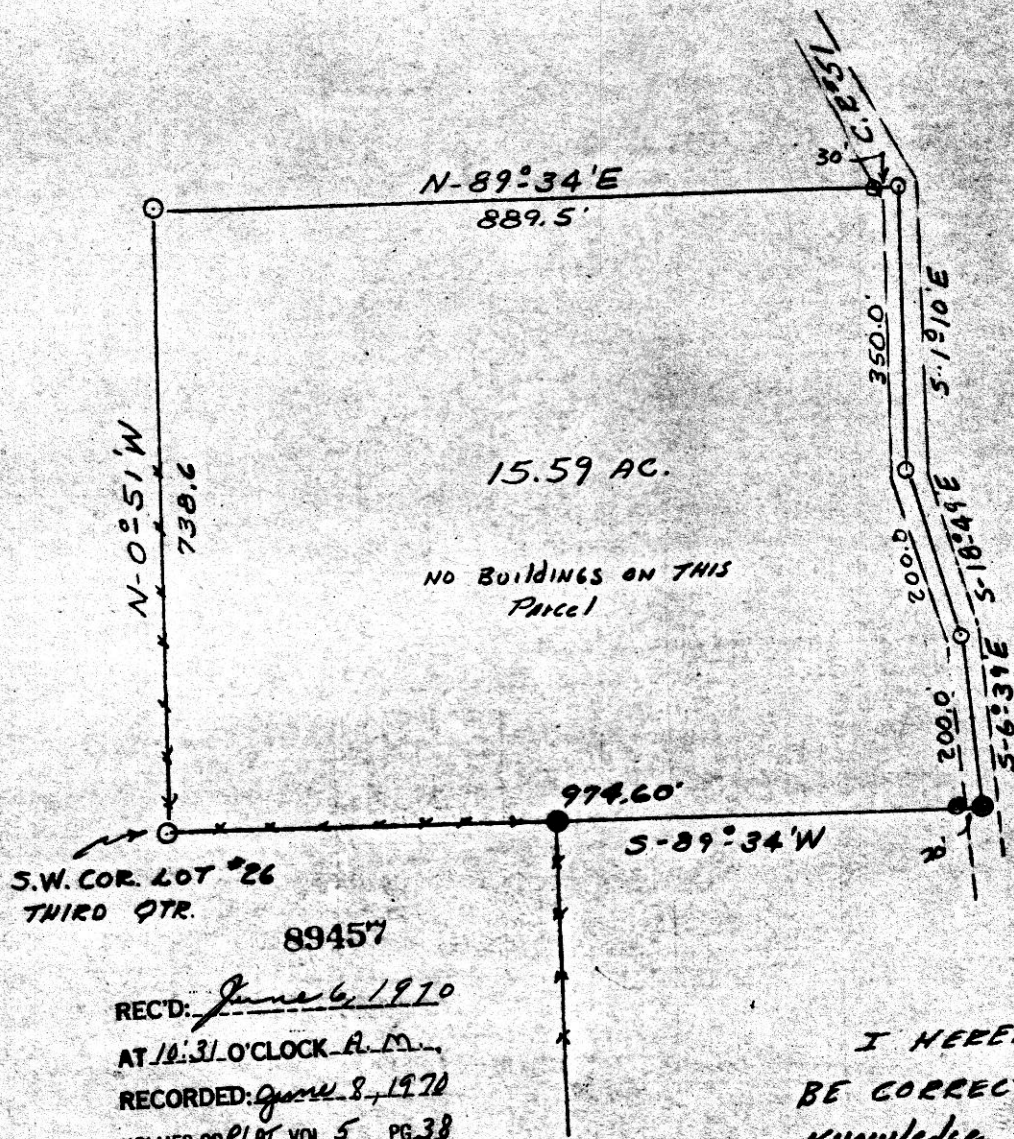 C.R 551
30'
N-89°34'E
889.5'
350.0'
S-1°10'E
N-0°51'W
738.6
15.59 AC.
NO BUILDINGS ON THIS
PARCEL
200.0
S-18°49'E
200.0'
S-6°39'E
974.60'
S-89°34'W
S.W. COR. LOT #26
THIRD QTR.
89457
REC'D: June 6, 1970
AT 10:31 O'CLOCK A.M.,
RECORDED: June 8, 1970
PLAT VOL 5 PG 38
I HERE
BE CORREC
KNOWledge